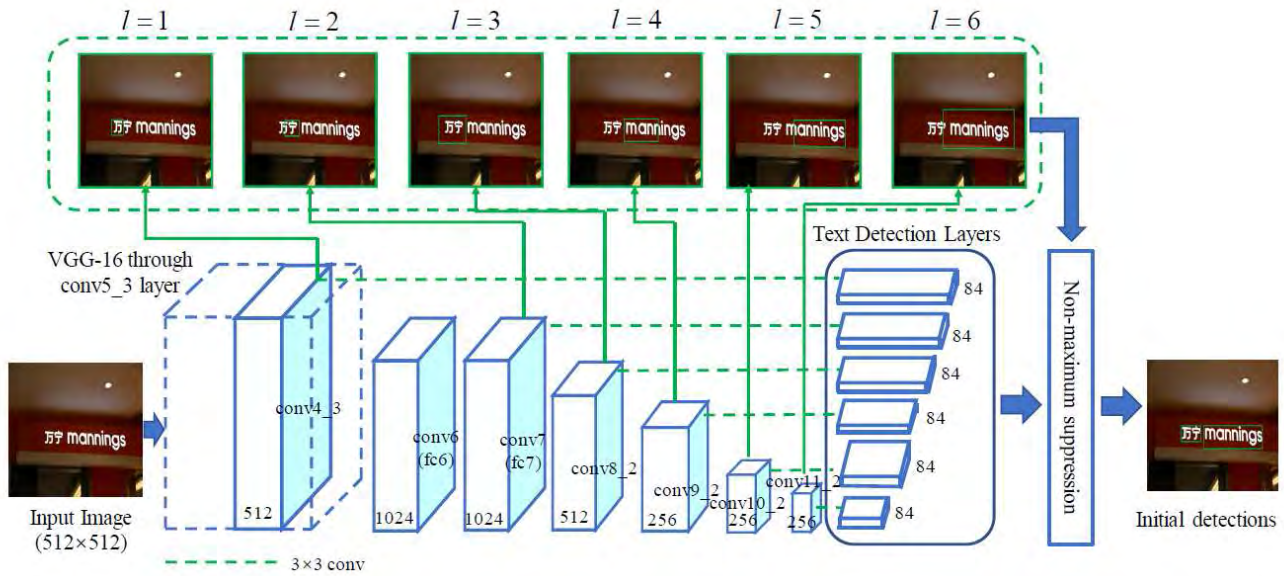 l = 1
l = 2
l = 3
l = 4
l = 5
l = 6
万宁 mannings
万宁 mannings
万宁 mannings
万宁 mannings
万宁 mannings
万宁 mannings
VGG-16 through
conv5_3 layer
Text Detection Layers
conv4_3
512
conv6
(fc6)
1024
conv7
(fc7)
1024
conv8_2
512
conv9_2
256
conv10_2
256
conv11_2
256
84
84
84
84
84
84
Non-maximum suppression
万宁 mannings
Input Image
(512×512)
万宁 mannings
Initial detections
3×3 conv